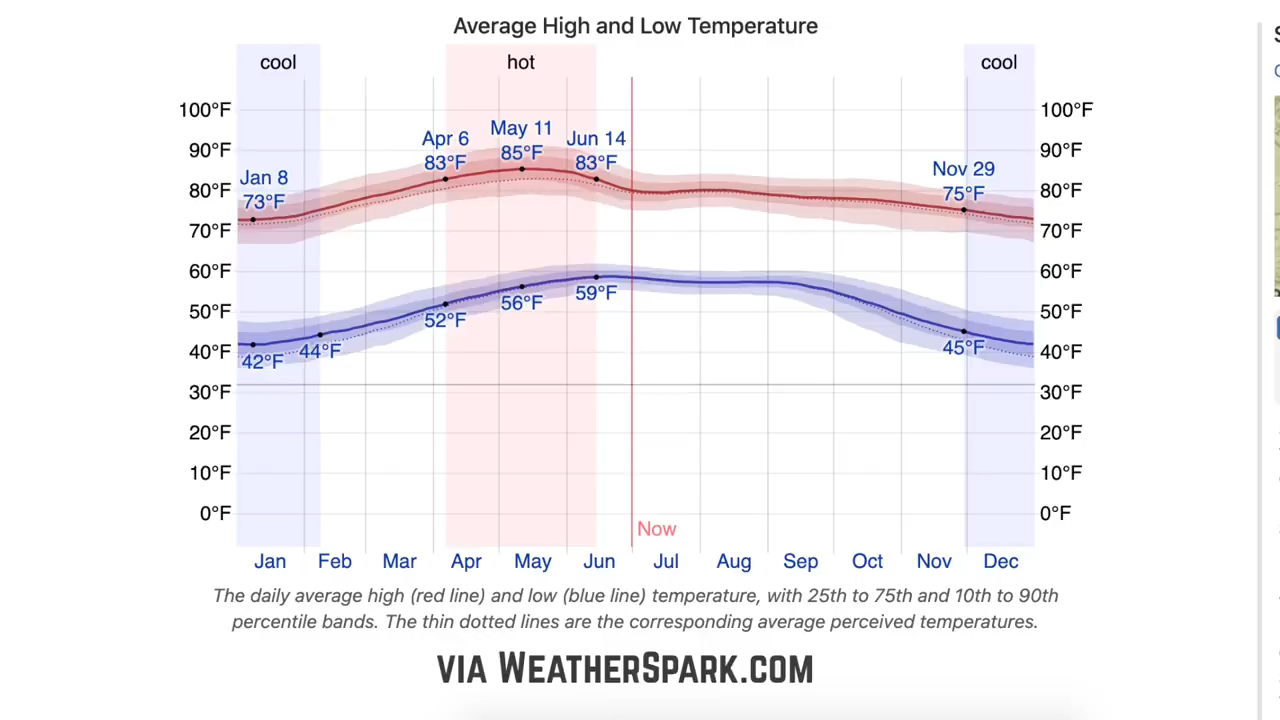 Average High and Low Temperature
cool
hot
cool
100°F
100°F
90°F
90°F
80°F
80°F
70°F
70°F
60°F
60°F
50°F
50°F
40°F
40°F
30°F
30°F
20°F
20°F
10°F
10°F
0°F
0°F
Jan 8
73°F
Apr 6
83°F
May 11
85°F
Jun 14
83°F
Nov 29
75°F
42°F
44°F
52°F
56°F
59°F
45°F
Now
Jan
Feb
Mar
Apr
May
Jun
Jul
Aug
Sep
Oct
Nov
Dec
The daily average high (red line) and low (blue line) temperature, with 25th to 75th and 10th to 90th
percentile bands. The thin dotted lines are the corresponding average perceived temperatures.
VIA WEATHERSPARK.COM